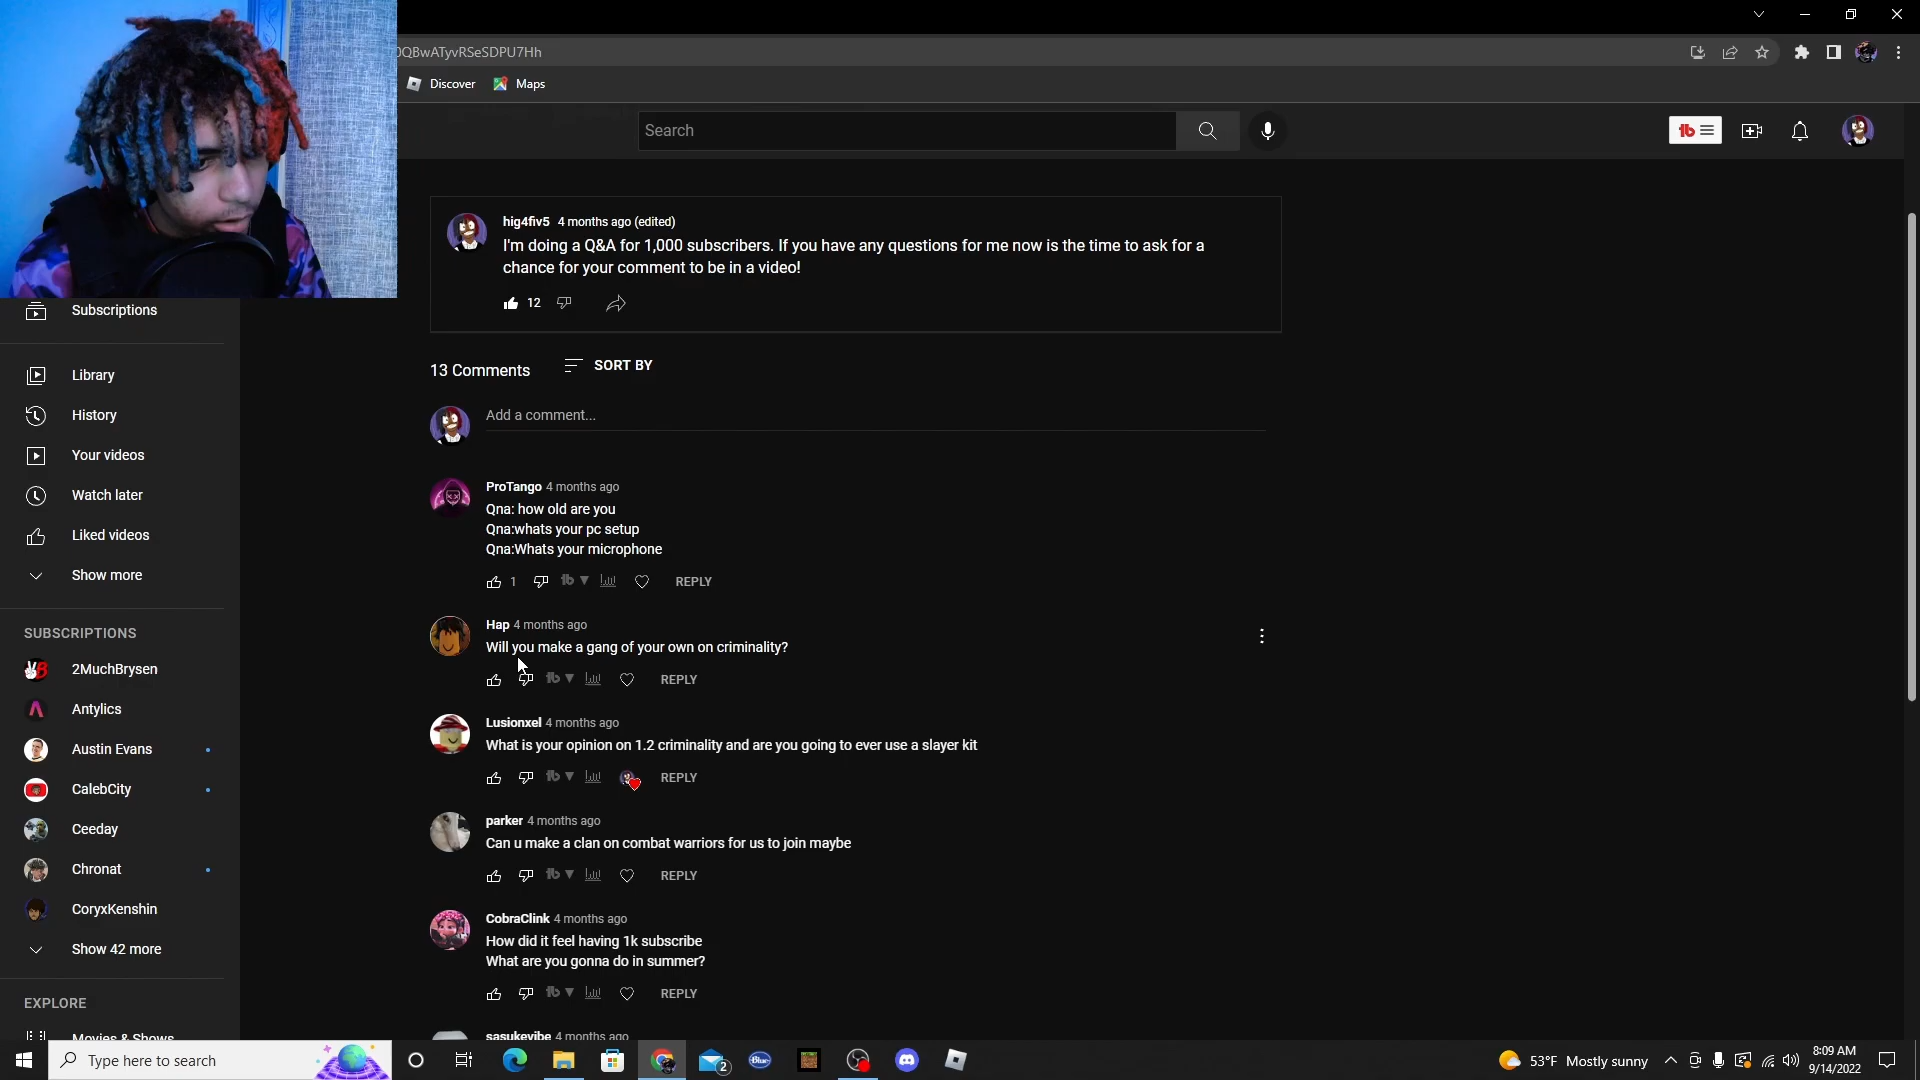 0QBwATyvRSeSDPU7Hh
Discover Maps
Search
tb
hig4fiv5 4 months ago (edited)
I'm doing a Q&A for 1,000 subscribers. If you have any questions for me now is the time to ask for a
chance for your comment to be in a video!
12
Subscriptions
Library
History
Your videos
Watch later
Liked videos
Show more
SUBSCRIPTIONS
2MuchBrysen
Antylics
Austin Evans
CalebCity
Ceeday
Chronat
CoryxKenshin
Show 42 more
EXPLORE
Movies & Shows
13 Comments SORT BY
Add a comment...
ProTango 4 months ago
Qna: how old are you
Qna:whats your pc setup
Qna:Whats your microphone
1 tb REPLY
Hap 4 months ago
Will you make a gang of your own on criminality?
tb REPLY
Lusionxel 4 months ago
What is your opinion on 1.2 criminality and are you going to ever use a slayer kit
tb REPLY
parker 4 months ago
Can u make a clan on combat warriors for us to join maybe
tb REPLY
CobraClink 4 months ago
How did it feel having 1k subscribe
What are you gonna do in summer?
tb REPLY
sasukevibe 4 months ago
Type here to search
2
Blue
53°F Mostly sunny
8:09 AM
9/14/2022